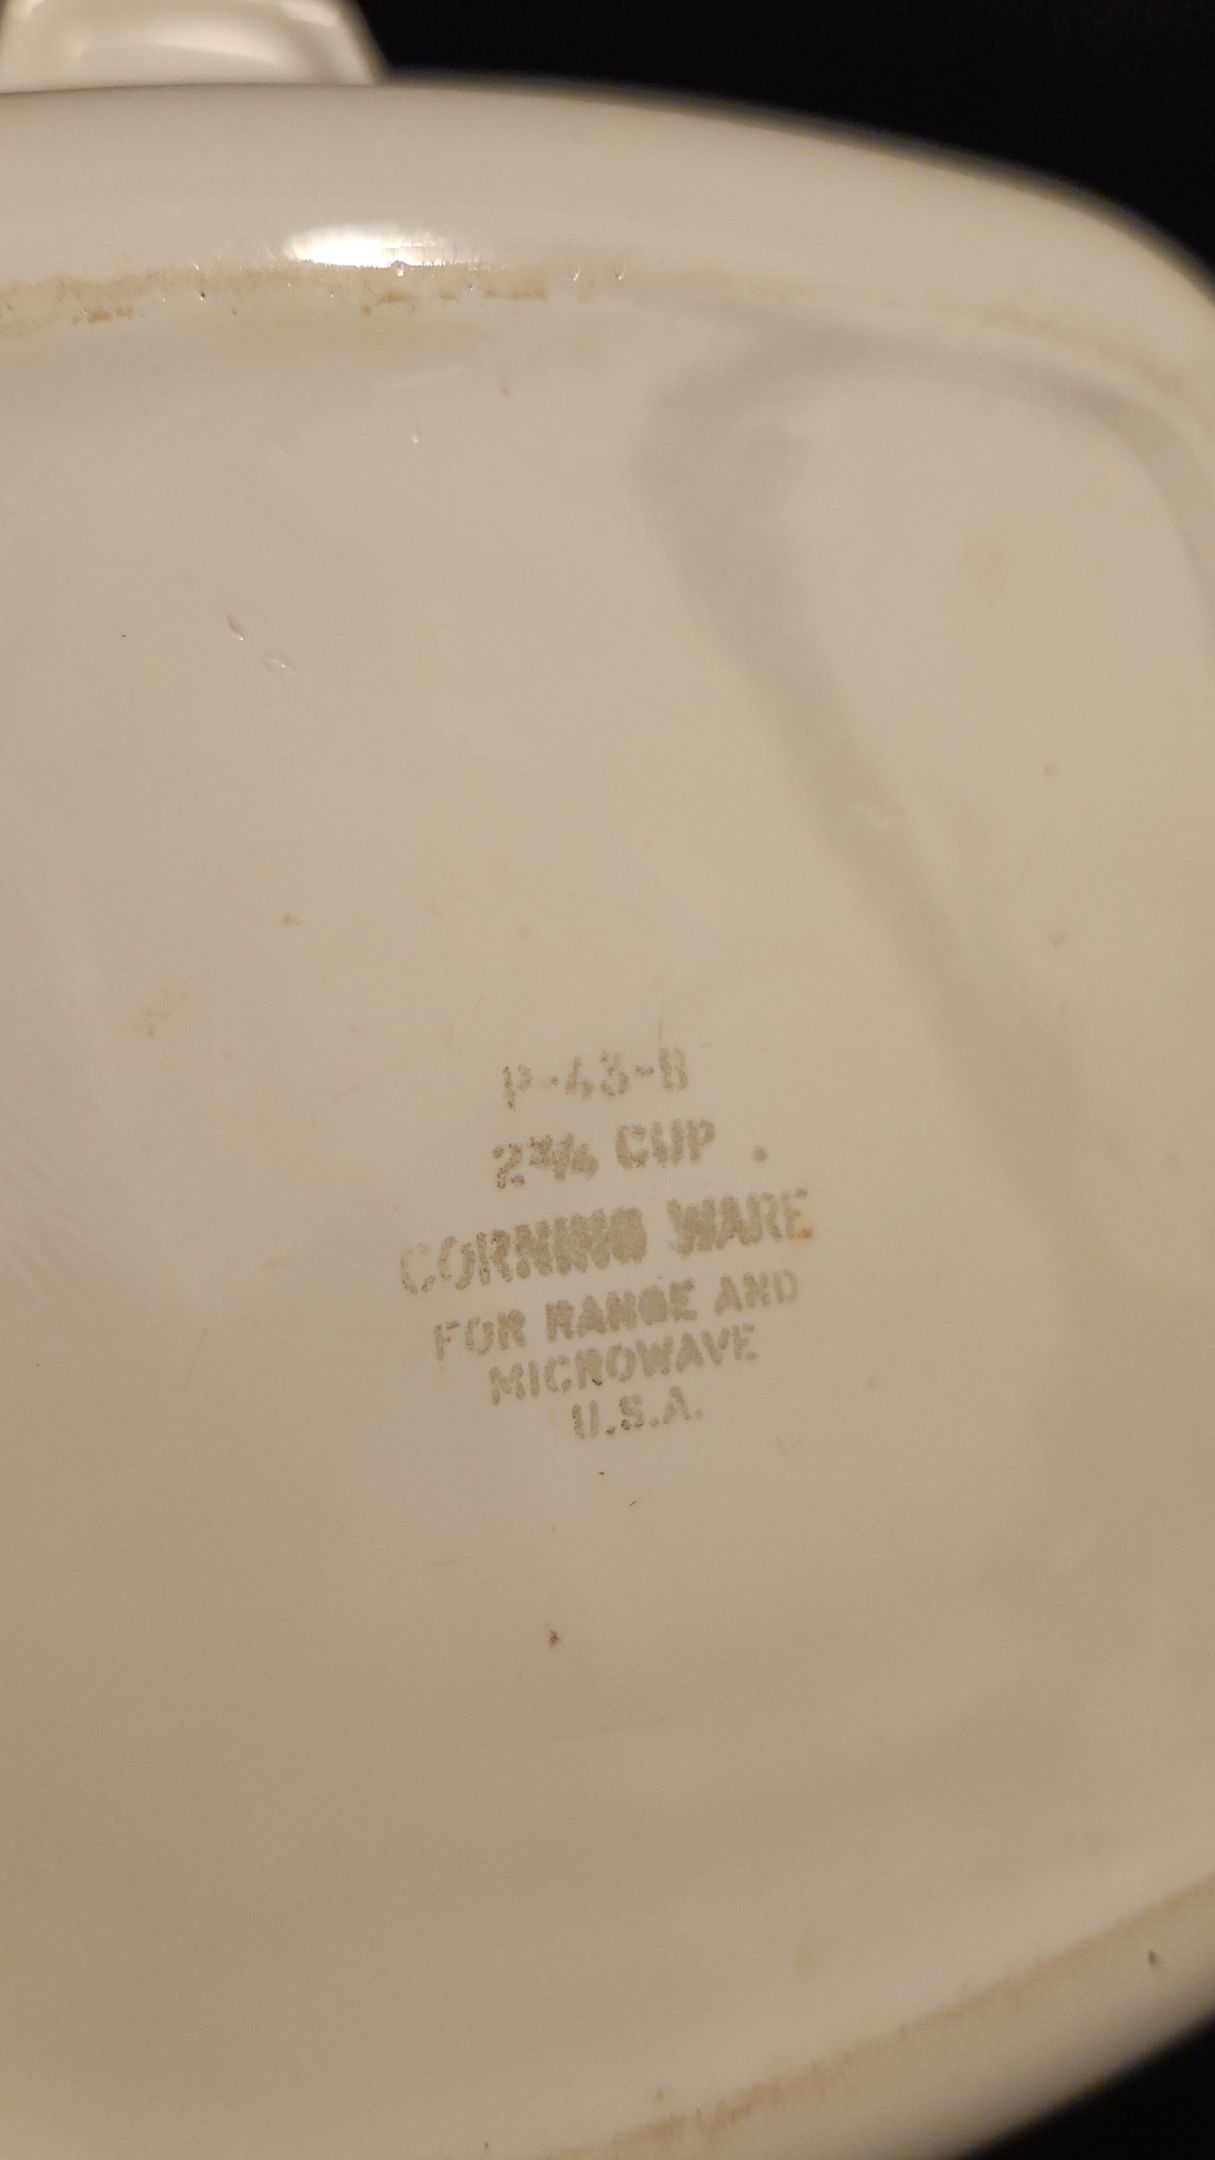 P-43-B
2¾ CUP .
CORNING WARE
FOR RANGE AND
MICROWAVE
U.S.A.